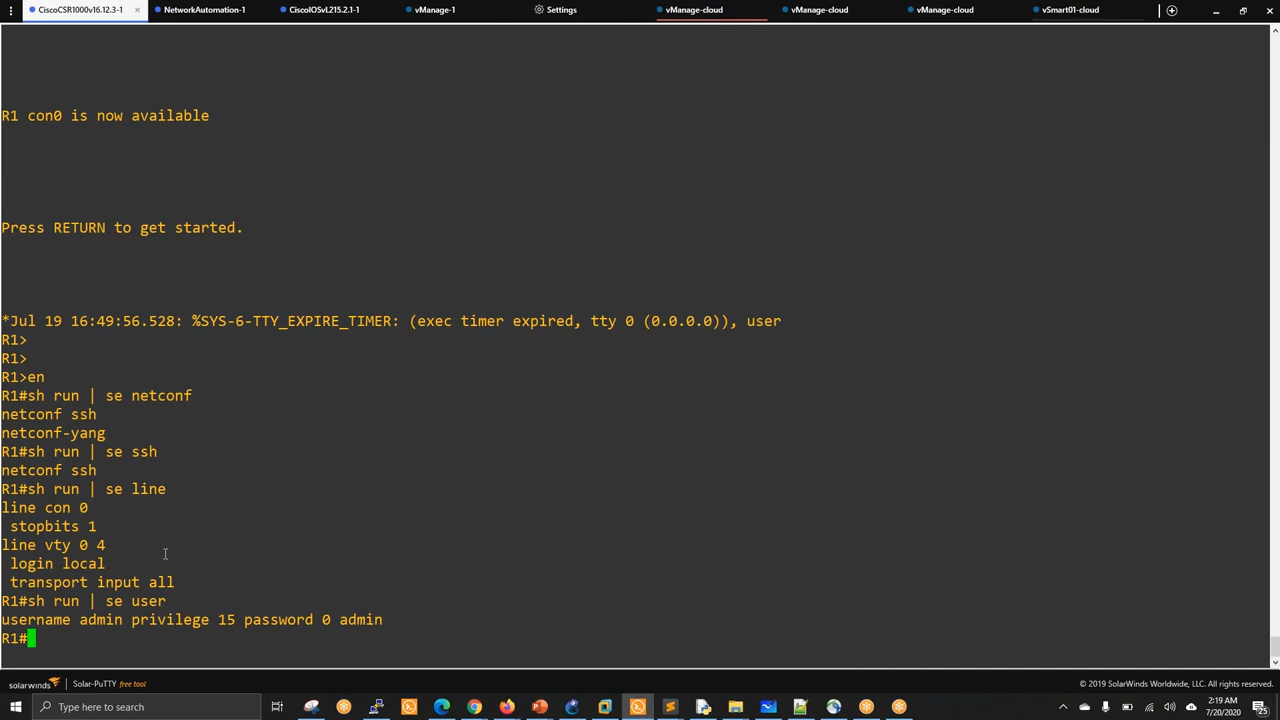 CiscoCSR1000v16.12.3-1
NetworkAutomation-1
CiscoIOSvL215.2.1-1
vManage-1
Settings
vManage-cloud
vManage-cloud
vManage-cloud
vSmart01-cloud
R1 con0 is now available
Press RETURN to get started.
*Jul 19 16:49:56.528: %SYS-6-TTY_EXPIRE_TIMER: (exec timer expired, tty 0 (0.0.0.0)), user
R1>
R1>
R1>en
R1#sh run | se netconf
netconf ssh
netconf-yang
R1#sh run | se ssh
netconf ssh
R1#sh run | se line
line con 0
 stopbits 1
line vty 0 4
 login local
 transport input all
R1#sh run | se user
username admin privilege 15 password 0 admin
R1#
solarwinds
Solar-PuTTY free tool
© 2019 SolarWinds Worldwide, LLC. All rights reserved.
Type here to search
2:19 AM
7/20/2020
25